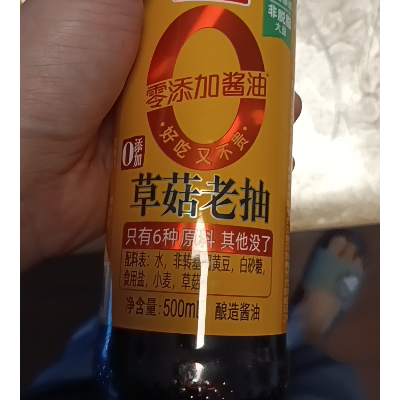 非脱脂
大豆
零添加酱油
好吃又不贵
0添加
草菇老抽
只有6种原料 其他没了
配料表：水，非转基因黄豆，白砂糖，
食用盐，小麦，草菇
净含量：500mL 酿造酱油